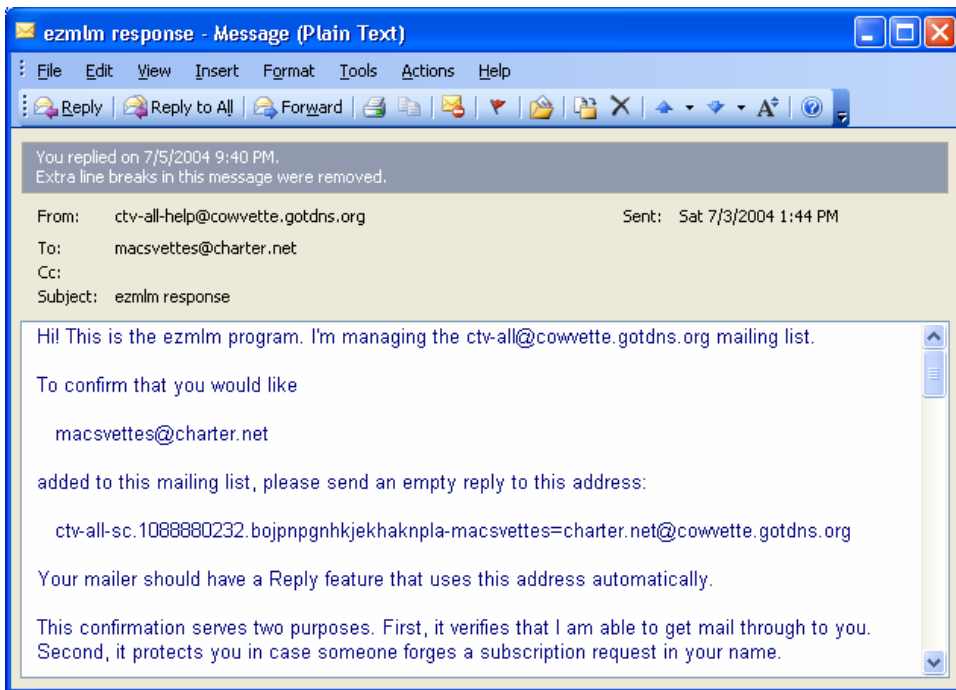 ezmlm response - Message (Plain Text)
File Edit View Insert Format Tools Actions Help
Reply Reply to All Forward
You replied on 7/5/2004 9:40 PM.
Extra line breaks in this message were removed.
From: ctv-all-help@cowvette.gotdns.org Sent: Sat 7/3/2004 1:44 PM
To: macsvettes@charter.net
Cc:
Subject: ezmlm response
Hi! This is the ezmlm program. I'm managing the ctv-all@cowvette.gotdns.org mailing list.
To confirm that you would like
macsvettes@charter.net
added to this mailing list, please send an empty reply to this address:
ctv-all-sc.1088880232.bojpnpgnhkjekhaknpla-macsvettes=charter.net@cowvette.gotdns.org
Your mailer should have a Reply feature that uses this address automatically.
This confirmation serves two purposes. First, it verifies that I am able to get mail through to you.
Second, it protects you in case someone forges a subscription request in your name.